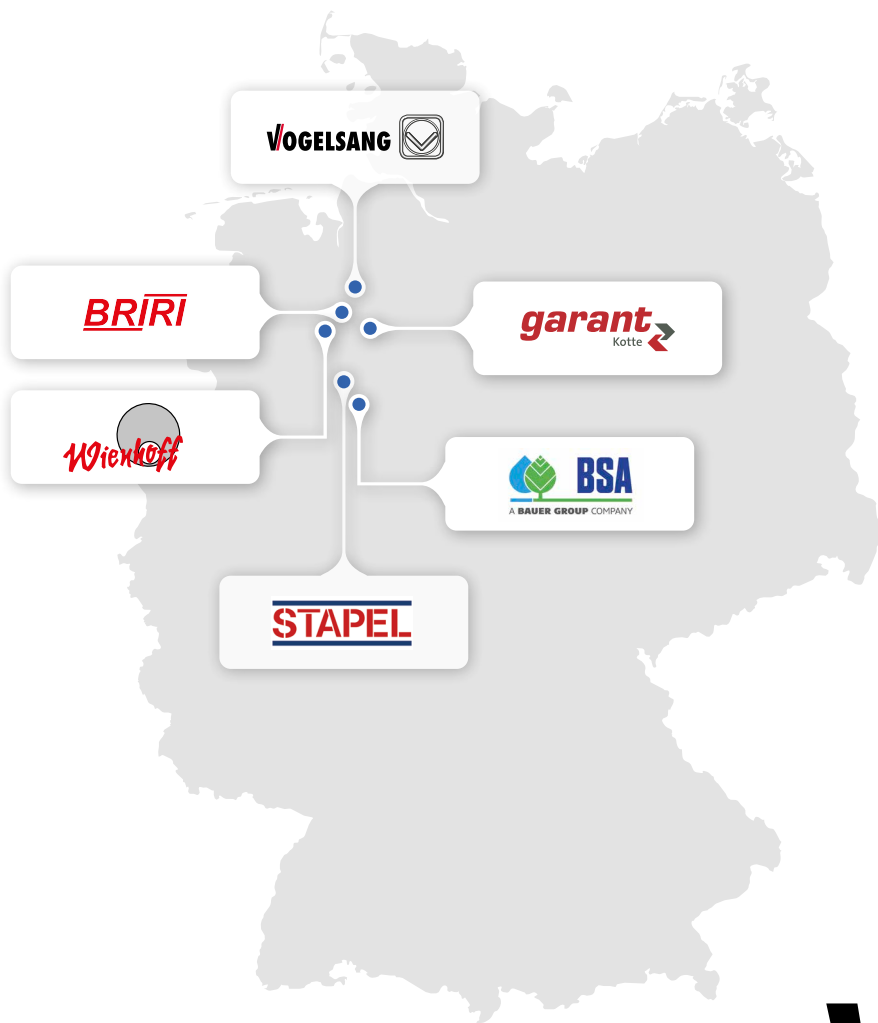 VOGELSANG
BRIRI
garant
Kotte
Wienhoff
BSA
A BAUER GROUP COMPANY
STAPEL